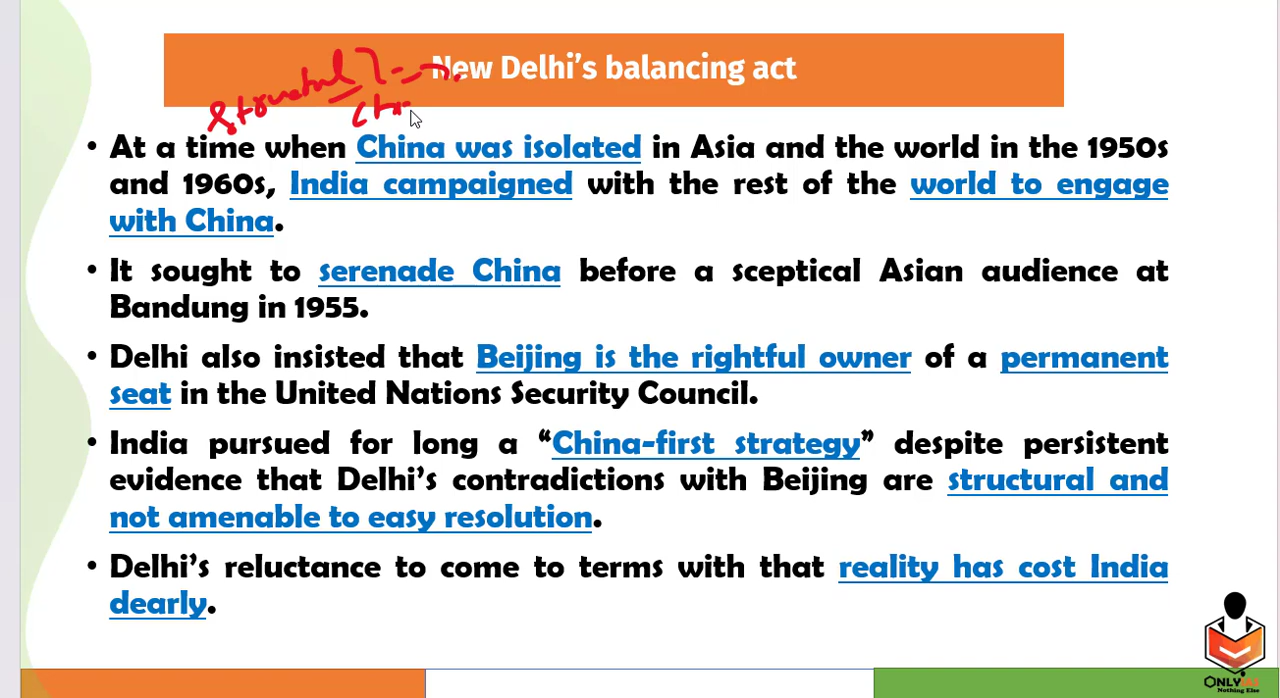 New Delhi's balancing act
Structural
• At a time when China was isolated in Asia and the world in the 1950s
and 1960s, India campaigned with the rest of the world to engage
with China.
• It sought to serenade China before a sceptical Asian audience at
Bandung in 1955.
• Delhi also insisted that Beijing is the rightful owner of a permanent
seat in the United Nations Security Council.
• India pursued for long a “China-first strategy” despite persistent
evidence that Delhi's contradictions with Beijing are structural and
not amenable to easy resolution.
• Delhi's reluctance to come to terms with that reality has cost India
dearly.
ONLYIAS
Nothing Else